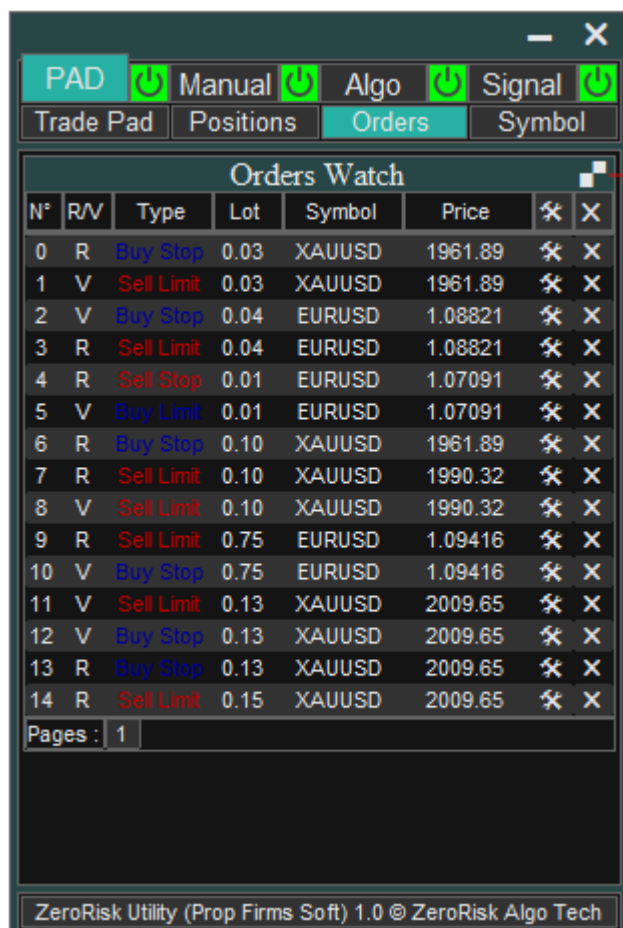 PAD Manual Algo Signal
Trade Pad Positions Orders Symbol
Orders Watch
N° R/V Type Lot Symbol Price
0 R Buy Stop 0.03 XAUUSD 1961.89
1 V Sell Limit 0.03 XAUUSD 1961.89
2 V Buy Stop 0.04 EURUSD 1.08821
3 R Sell Limit 0.04 EURUSD 1.08821
4 R Sell Stop 0.01 EURUSD 1.07091
5 V Buy Limit 0.01 EURUSD 1.07091
6 R Buy Stop 0.10 XAUUSD 1961.89
7 R Sell Limit 0.10 XAUUSD 1990.32
8 V Sell Limit 0.10 XAUUSD 1990.32
9 R Sell Limit 0.75 EURUSD 1.09416
10 V Buy Stop 0.75 EURUSD 1.09416
11 V Sell Limit 0.13 XAUUSD 2009.65
12 V Buy Stop 0.13 XAUUSD 2009.65
13 R Buy Stop 0.13 XAUUSD 2009.65
14 R Sell Limit 0.15 XAUUSD 2009.65
Pages : 1
ZeroRisk Utility (Prop Firms Soft) 1.0 © ZeroRisk Algo Tech